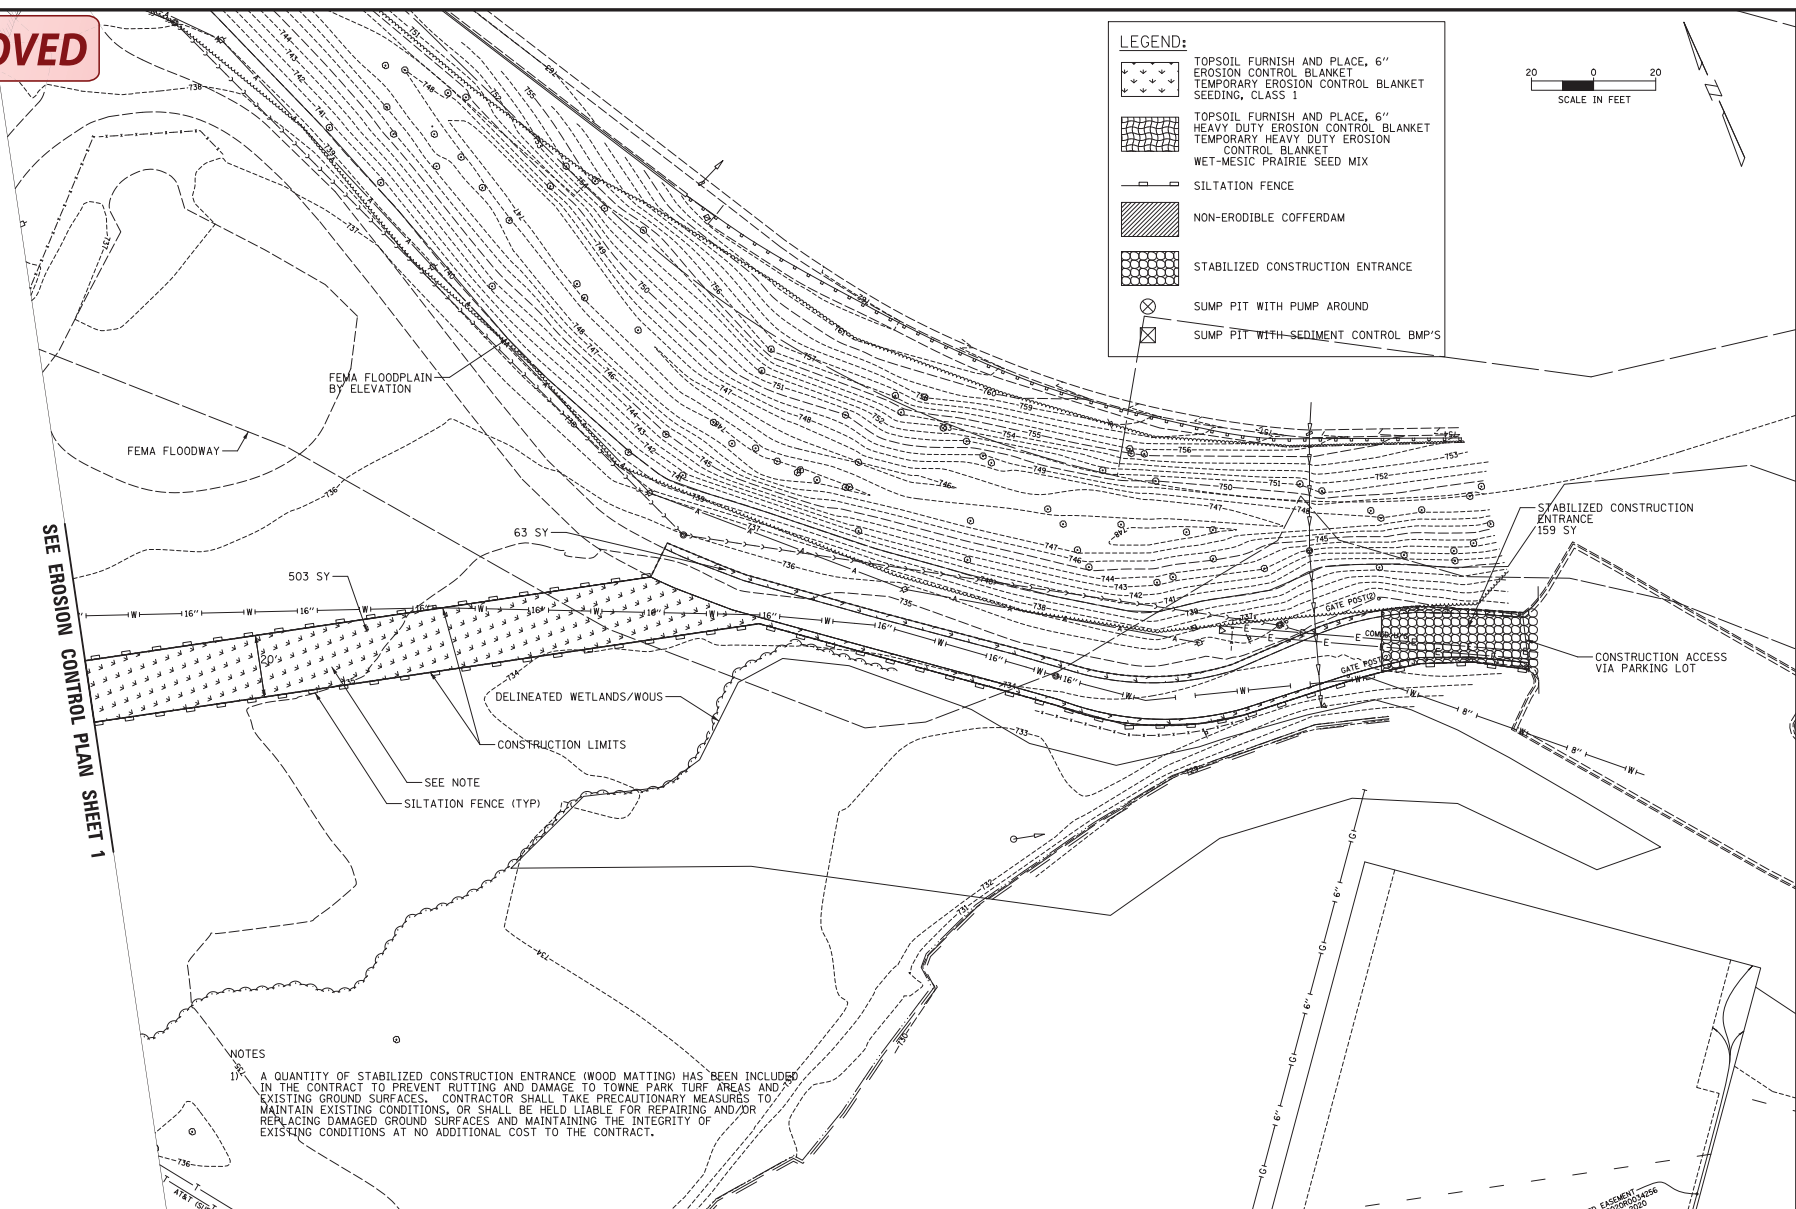 OVED
LEGEND:
TOPSOIL FURNISH AND PLACE, 6"
EROSION CONTROL BLANKET
TEMPORARY EROSION CONTROL BLANKET
SEEDING, CLASS 1
TOPSOIL FURNISH AND PLACE, 6"
HEAVY DUTY EROSION CONTROL BLANKET
TEMPORARY HEAVY DUTY EROSION
CONTROL BLANKET
WET-MESIC PRAIRIE SEED MIX
SILTATION FENCE
NON-ERODIBLE COFFERDAM
STABILIZED CONSTRUCTION ENTRANCE
SUMP PIT WITH PUMP AROUND
SUMP PIT WITH SEDIMENT CONTROL BMP'S
20 0 20
SCALE IN FEET
FEMA FLOODPLAIN
BY ELEVATION
FEMA FLOODWAY
63 SY
503 SY
20'
SEE EROSION CONTROL PLAN SHEET 1
DELINEATED WETLANDS/WOUS
CONSTRUCTION LIMITS
SEE NOTE
SILTATION FENCE (TYP)
STABILIZED CONSTRUCTION
ENTRANCE
159 SY
CONSTRUCTION ACCESS
VIA PARKING LOT
GATE POST(2)
GATE POST(2)
NOTES
1) A QUANTITY OF STABILIZED CONSTRUCTION ENTRANCE (WOOD MATTING) HAS BEEN INCLUDED
IN THE CONTRACT TO PREVENT RUTTING AND DAMAGE TO TOWNE PARK TURF AREAS AND
EXISTING GROUND SURFACES. CONTRACTOR SHALL TAKE PRECAUTIONARY MEASURES TO
MAINTAIN EXISTING CONDITIONS, OR SHALL BE HELD LIABLE FOR REPAIRING AND/OR
REPLACING DAMAGED GROUND SURFACES AND MAINTAINING THE INTEGRITY OF
EXISTING CONDITIONS AT NO ADDITIONAL COST TO THE CONTRACT.
AT&T
EASEMENT